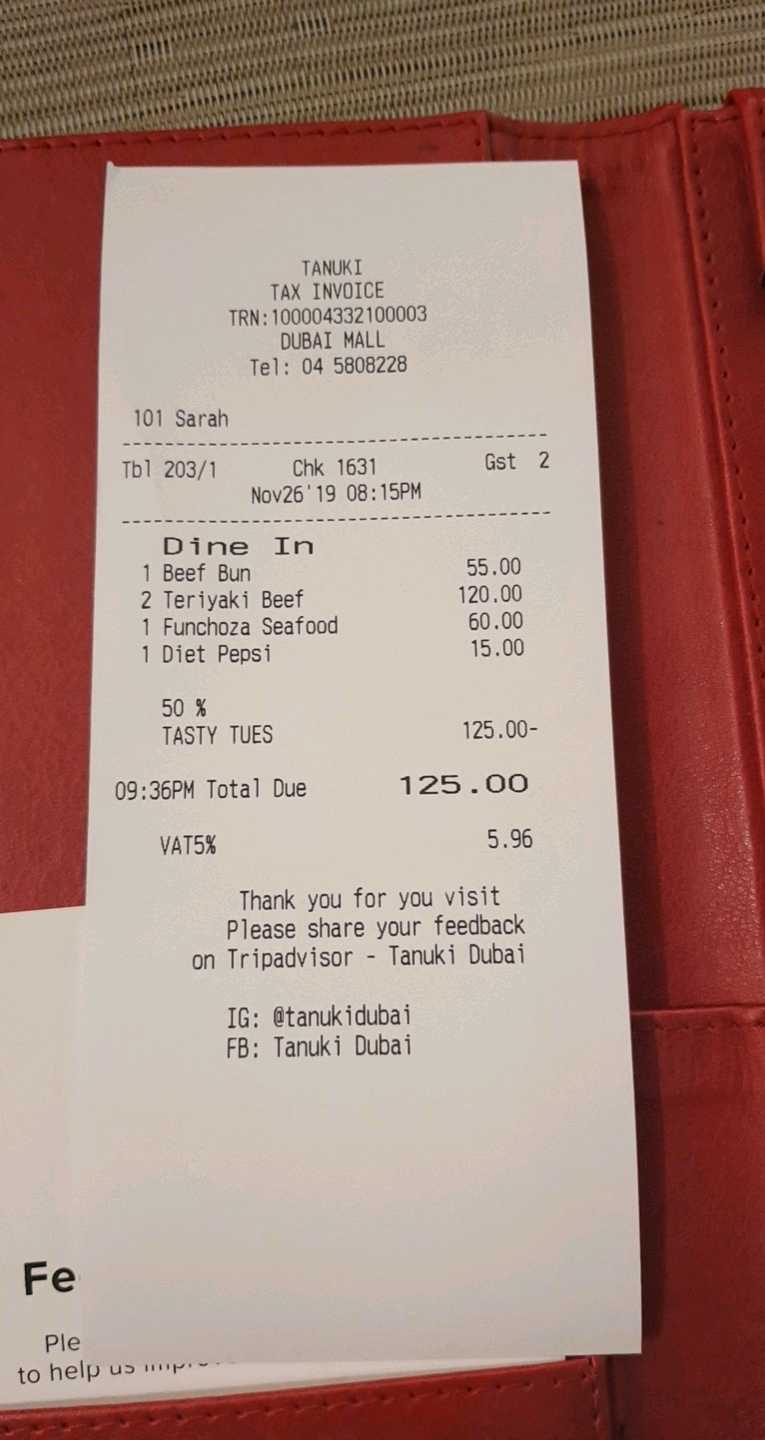 TANUKI
TAX INVOICE
TRN:100004332100003
DUBAI MALL
Tel: 04 5808228
101 Sarah
Tbl 203/1 Chk 1631 Gst 2
Nov26'19 08:15PM
Dine In
1 Beef Bun 55.00
2 Teriyaki Beef 120.00
1 Funchoza Seafood 60.00
1 Diet Pepsi 15.00
50 %
TASTY TUES 125.00-
09:36PM Total Due 125.00
VAT5% 5.96
Thank you for you visit
Please share your feedback
on Tripadvisor - Tanuki Dubai
IG: @tanukidubai
FB: Tanuki Dubai
Fe
Ple
to help us